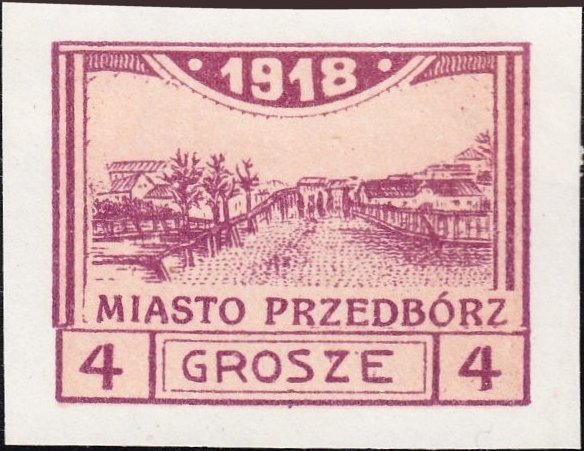 • 1918 •
MIASTO PRZEDBÓRZ
4 GROSZE 4